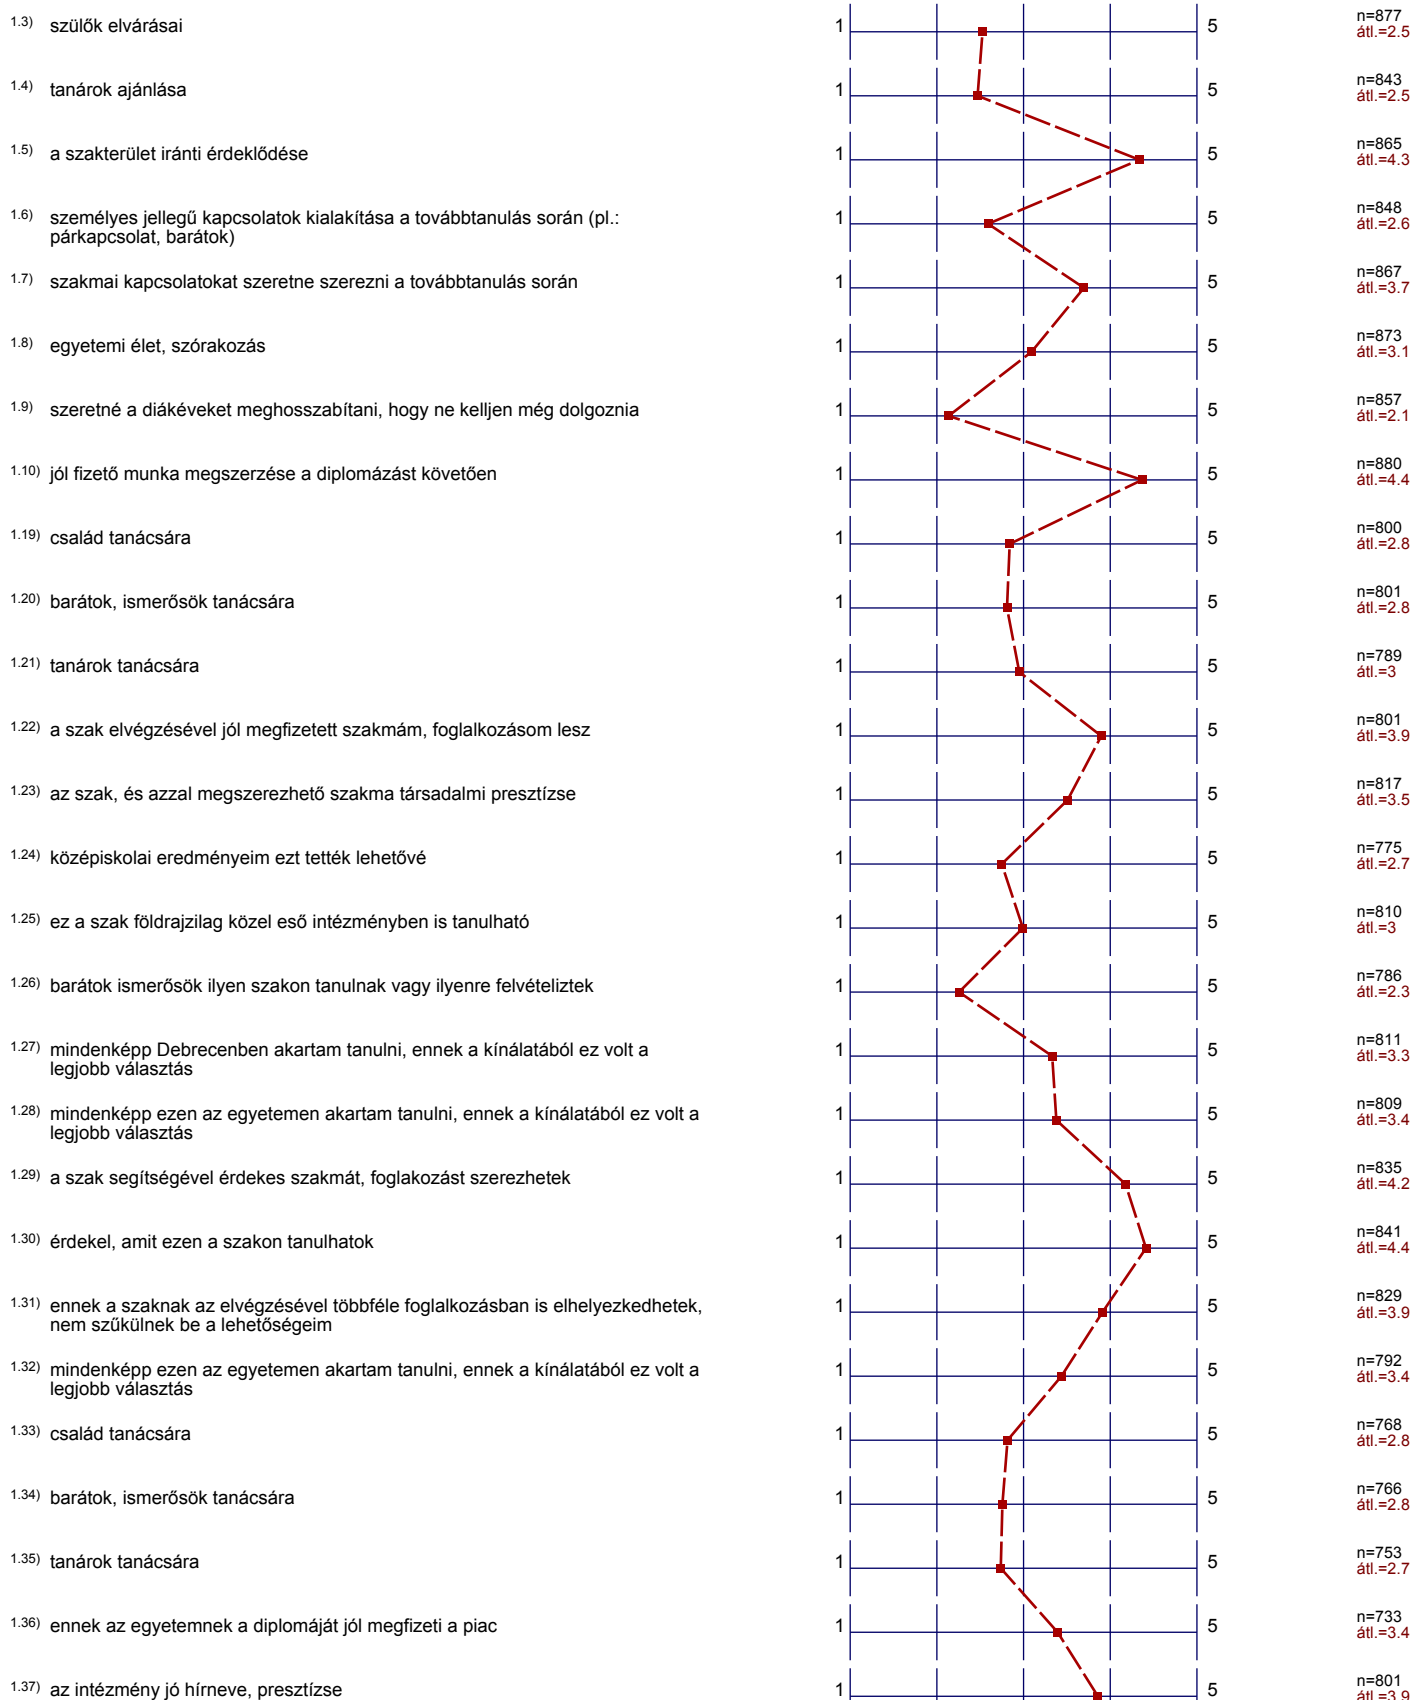 1.3) szülők elvárásai 1 5 n=877
átl.=2.5
1.4) tanárok ajánlása 1 5 n=843
átl.=2.5
1.5) a szakterület iránti érdeklődése 1 5 n=865
átl.=4.3
1.6) személyes jellegű kapcsolatok kialakítása a továbbtanulás során (pl.: 1 5 n=848
párkapcsolat, barátok) átl.=2.6
1.7) szakmai kapcsolatokat szeretne szerezni a továbbtanulás során 1 5 n=867
átl.=3.7
1.8) egyetemi élet, szórakozás 1 5 n=873
átl.=3.1
1.9) szeretné a diákéveket meghosszabítani, hogy ne kelljen még dolgoznia 1 5 n=857
átl.=2.1
1.10) jól fizető munka megszerzése a diplomázást követően 1 5 n=880
átl.=4.4
1.19) család tanácsára 1 5 n=800
átl.=2.8
1.20) barátok, ismerősök tanácsára 1 5 n=801
átl.=2.8
1.21) tanárok tanácsára 1 5 n=789
átl.=3
1.22) a szak elvégzésével jól megfizetett szakmám, foglalkozásom lesz 1 5 n=801
átl.=3.9
1.23) az szak, és azzal megszerezhető szakma társadalmi presztízse 1 5 n=817
átl.=3.5
1.24) középiskolai eredményeim ezt tették lehetővé 1 5 n=775
átl.=2.7
1.25) ez a szak földrajzilag közel eső intézményben is tanulható 1 5 n=810
átl.=3
1.26) barátok ismerősök ilyen szakon tanulnak vagy ilyenre felvételiztek 1 5 n=786
átl.=2.3
1.27) mindenképp Debrecenben akartam tanulni, ennek a kínálatából ez volt a 1 5 n=811
legjobb választás átl.=3.3
1.28) mindenképp ezen az egyetemen akartam tanulni, ennek a kínálatából ez volt a 1 5 n=809
legjobb választás átl.=3.4
1.29) a szak segítségével érdekes szakmát, foglakozást szerezhetek 1 5 n=835
átl.=4.2
1.30) érdekel, amit ezen a szakon tanulhatok 1 5 n=841
átl.=4.4
1.31) ennek a szaknak az elvégzésével többféle foglalkozásban is elhelyezkedhetek, 1 5 n=829
nem szűkülnek be a lehetőségeim átl.=3.9
1.32) mindenképp ezen az egyetemen akartam tanulni, ennek a kínálatából ez volt a 1 5 n=792
legjobb választás átl.=3.4
1.33) család tanácsára 1 5 n=768
átl.=2.8
1.34) barátok, ismerősök tanácsára 1 5 n=766
átl.=2.8
1.35) tanárok tanácsára 1 5 n=753
átl.=2.7
1.36) ennek az egyetemnek a diplomáját jól megfizeti a piac 1 5 n=733
átl.=3.4
1.37) az intézmény jó hírneve, presztízse 1 5 n=801
átl.=3.9